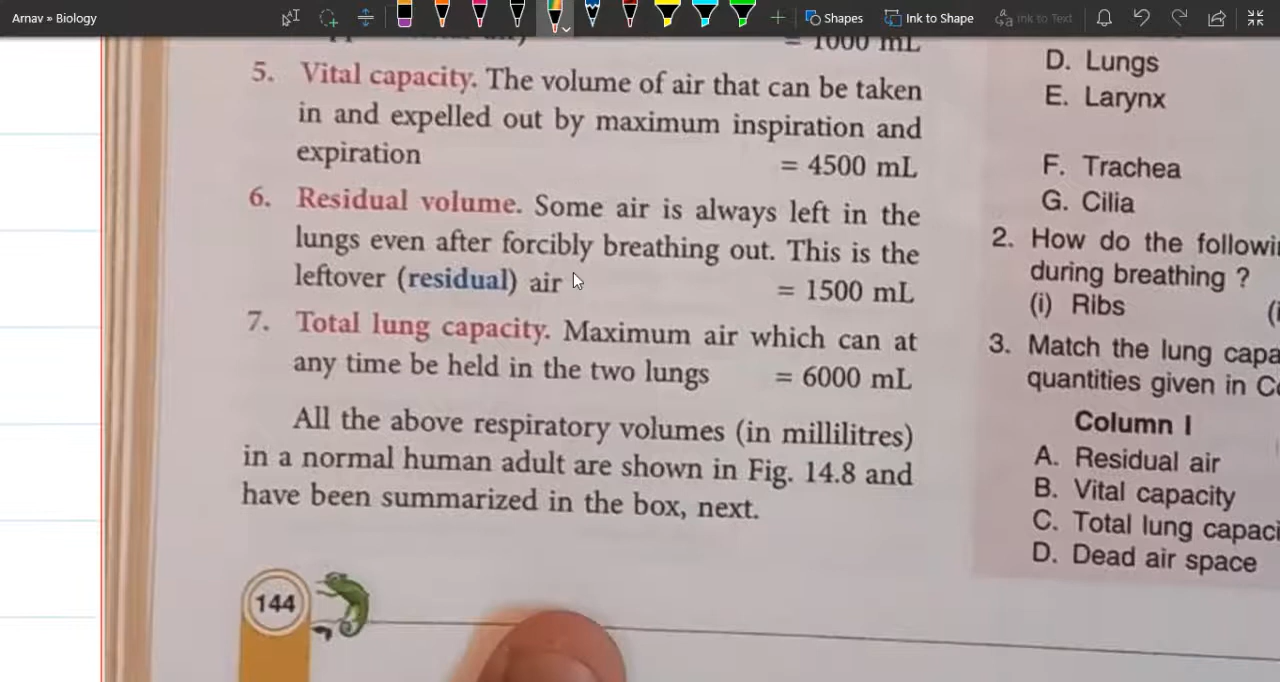 Arnav » Biology
Shapes
Ink to Shape
Ink to Text
= 1000 mL
5. Vital capacity. The volume of air that can be taken
in and expelled out by maximum inspiration and
expiration = 4500 mL
6. Residual volume. Some air is always left in the
lungs even after forcibly breathing out. This is the
leftover (residual) air = 1500 mL
7. Total lung capacity. Maximum air which can at
any time be held in the two lungs = 6000 mL
All the above respiratory volumes (in millilitres)
in a normal human adult are shown in Fig. 14.8 and
have been summarized in the box, next.
144
D. Lungs
E. Larynx
F. Trachea
G. Cilia
2. How do the followi
during breathing ?
(i) Ribs (i
3. Match the lung capa
quantities given in C
Column I
A. Residual air
B. Vital capacity
C. Total lung capaci
D. Dead air space